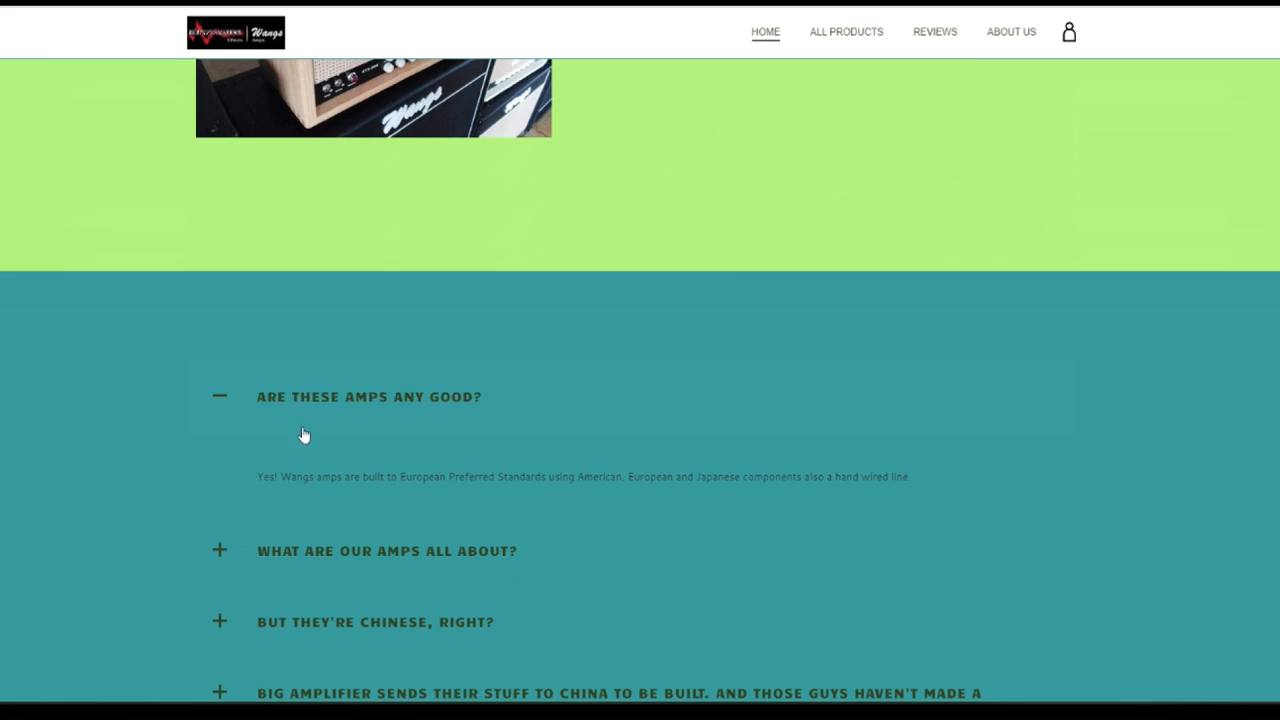 Wangs
HOME
ALL PRODUCTS
REVIEWS
ABOUT US
Wangs
ARE THESE AMPS ANY GOOD?
Yes! Wangs amps are built to European Preferred Standards using American, European and Japanese components also a hand wired line.
WHAT ARE OUR AMPS ALL ABOUT?
BUT THEY'RE CHINESE, RIGHT?
BIG AMPLIFIER SENDS THEIR STUFF TO CHINA TO BE BUILT. AND THOSE GUYS HAVEN'T MADE A